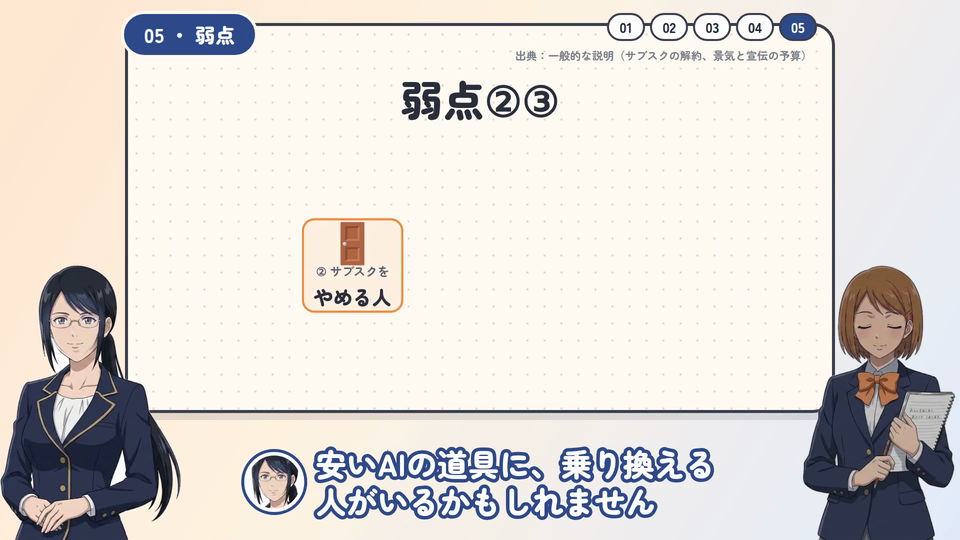 05 ・ 弱点
01 02 03 04 05
出典：一般的な説明（サブスクの解約、景気と宣伝の予算）
弱点②③
② サブスクを
やめる人
安いAIの道具に、乗り換える
人がいるかもしれません